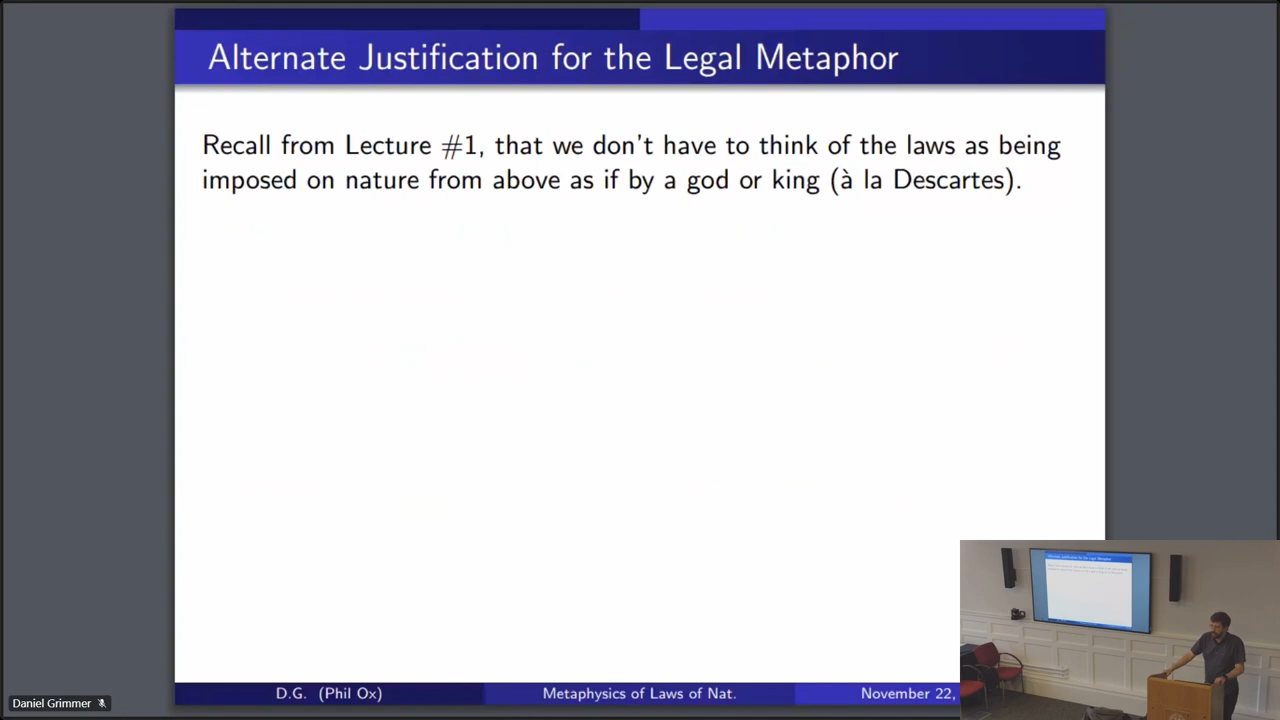 Alternate Justification for the Legal Metaphor
Recall from Lecture #1, that we don't have to think of the laws as being
imposed on nature from above as if by a god or king (à la Descartes).
D.G. (Phil Ox)
Metaphysics of Laws of Nat.
November 22,
Daniel Grimmer